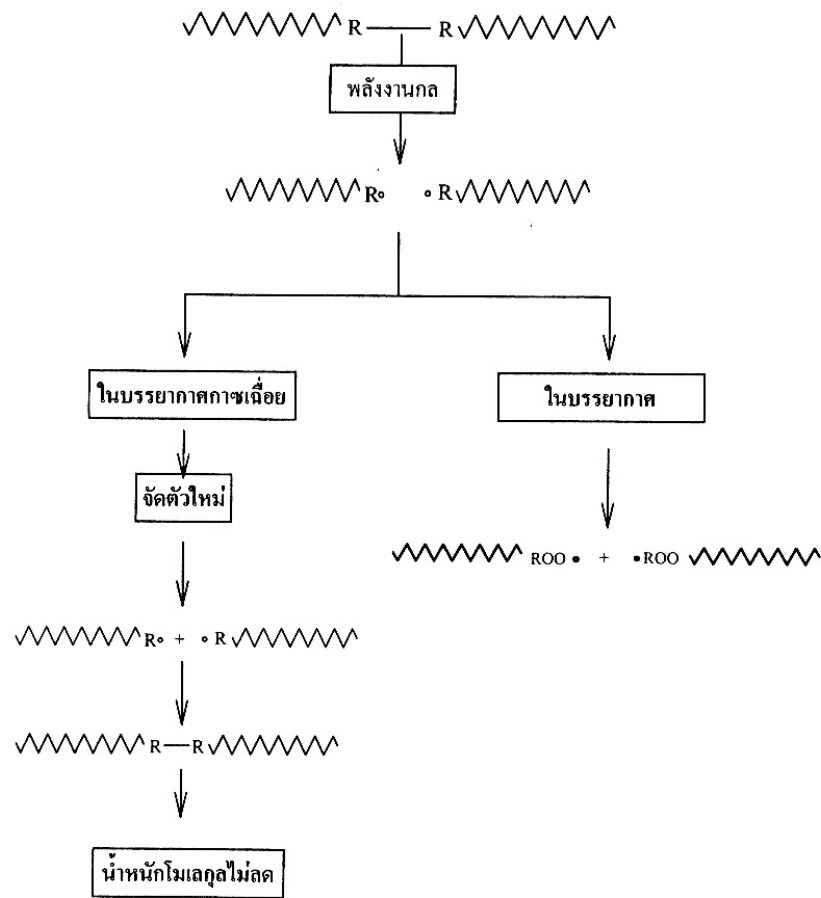 R R
พลังงานกล
R• •R
ในบรรยากาศกาซเฉื่อย
ในบรรยากาศ
จัดตัวใหม่
ROO • + •ROO
R• + •R
R—R
น้ำหนักโมเลกุลไม่ลด